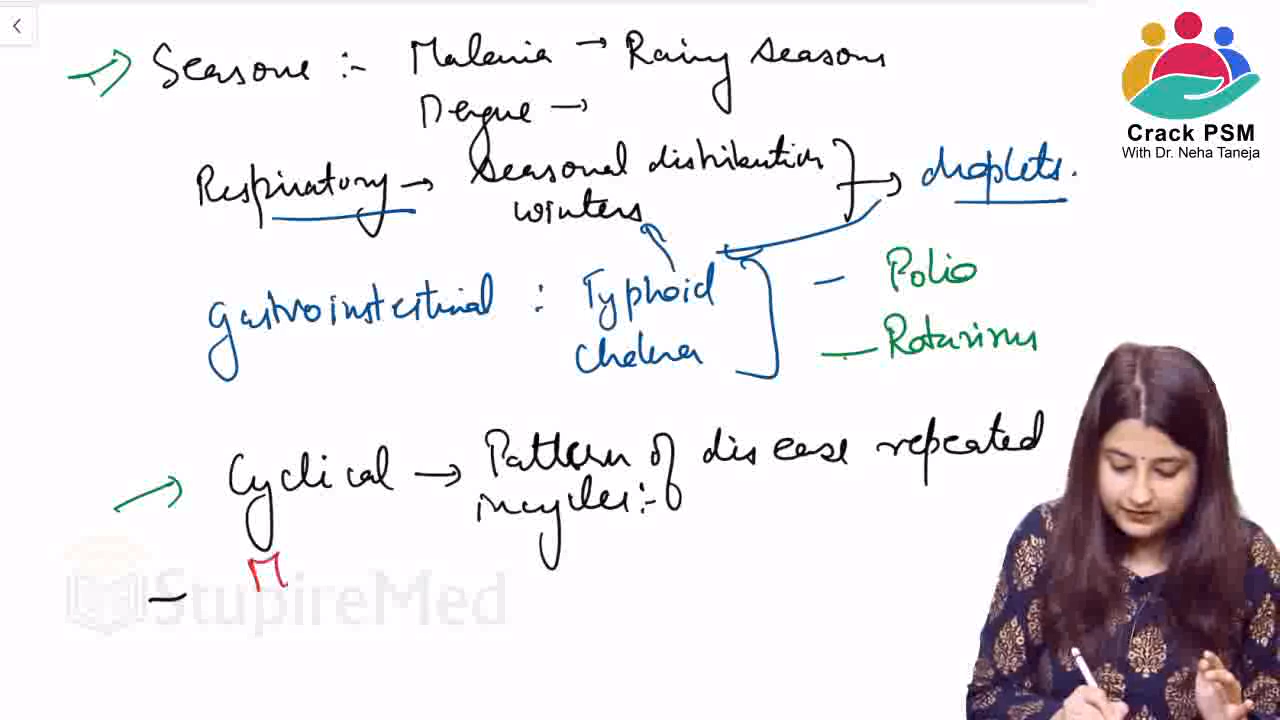 Seasone :- Malaria → Rainy seasons
Dengue →
Respiratory → Seasonal distribution
winters
→ droplets.
Gastrointestinal : Typhoid
Cholera
- Polio
- Rotavirus
Cyclical → Pattern of disease repeated
in cycles :-
M
Crack PSM
With Dr. Neha Taneja
StupireMed